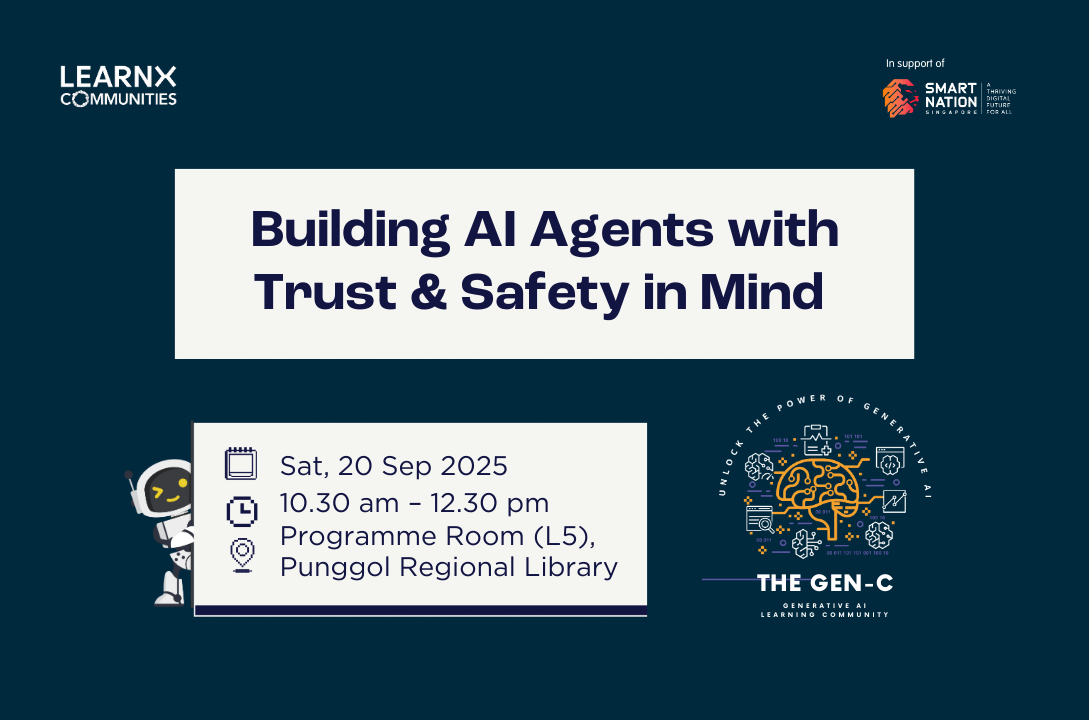 LEARNX
COMMUNITIES
In support of
SMART
NATION
SINGAPORE
A
THRIVING
DIGITAL
FUTURE
FOR ALL
Building AI Agents with
Trust & Safety in Mind
Sat, 20 Sep 2025
10.30 am – 12.30 pm
Programme Room (L5),
Punggol Regional Library
UNLOCK THE POWER OF GENERATIVE AI
THE GEN-C
GENERATIVE AI
LEARNING COMMUNITY